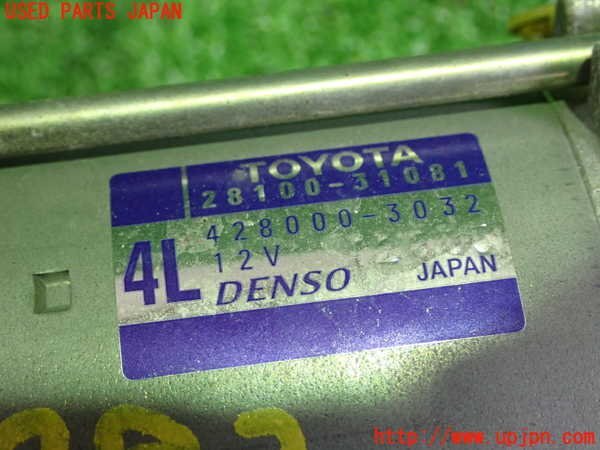 USED PARTS JAPAN
TOYOTA
28100-31081
428000-3032
4L
12V
DENSO
JAPAN
http://www.upjpn.com/